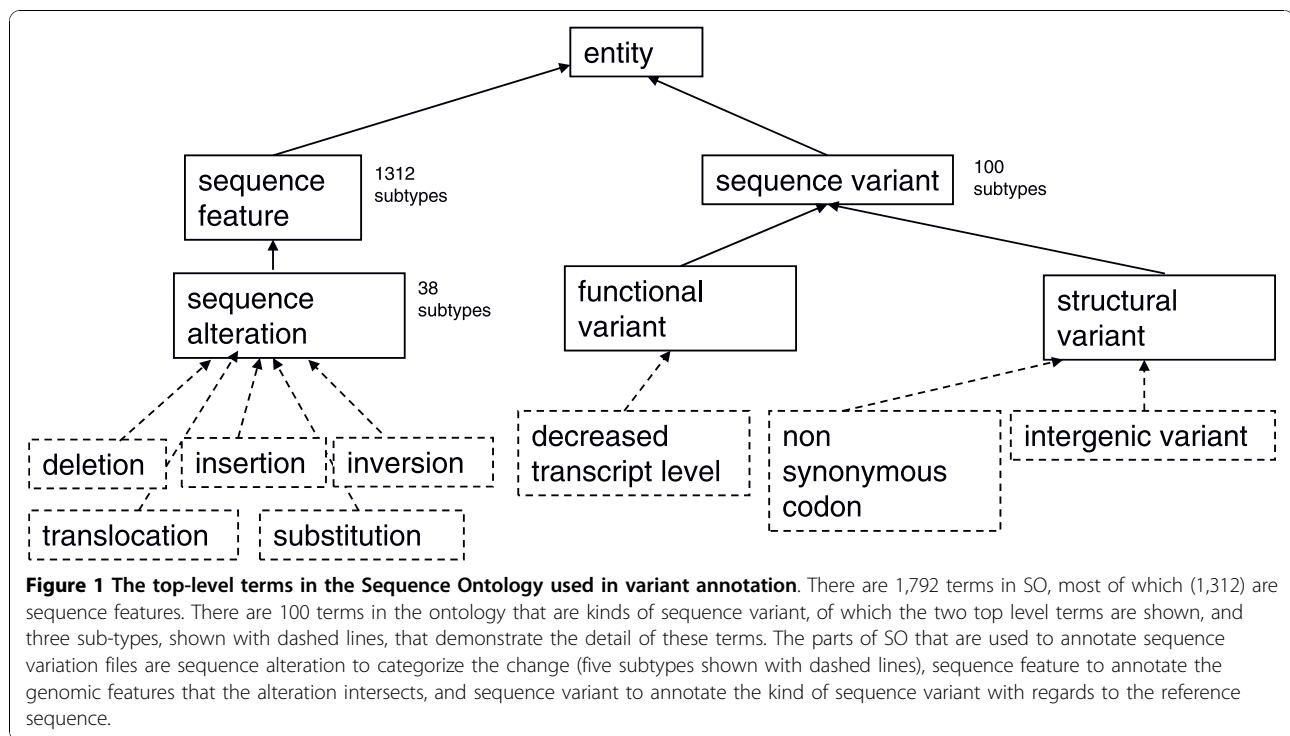 entity
sequence
feature
1312
subtypes
sequence variant
100
subtypes
sequence
alteration
38
subtypes
functional
variant
structural
variant
deletion
insertion
inversion
translocation
substitution
decreased
transcript level
non
synonymous
codon
intergenic variant
Figure 1 The top-level terms in the Sequence Ontology used in variant annotation. There are 1,792 terms in SO, most of which (1,312) are
sequence features. There are 100 terms in the ontology that are kinds of sequence variant, of which the two top level terms are shown, and
three sub-types, shown with dashed lines, that demonstrate the detail of these terms. The parts of SO that are used to annotate sequence
variation files are sequence alteration to categorize the change (five subtypes shown with dashed lines), sequence feature to annotate the
genomic features that the alteration intersects, and sequence variant to annotate the kind of sequence variant with regards to the reference
sequence.